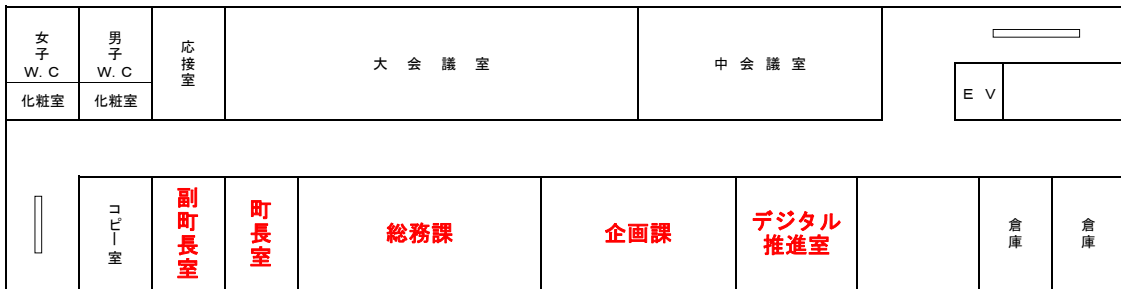 女子
W.C
化粧室
男子
W.C
化粧室
応接室
大会議室
中会議室
EV
コピー室
副町長室
町長室
総務課
企画課
デジタル
推進室
倉庫
倉庫